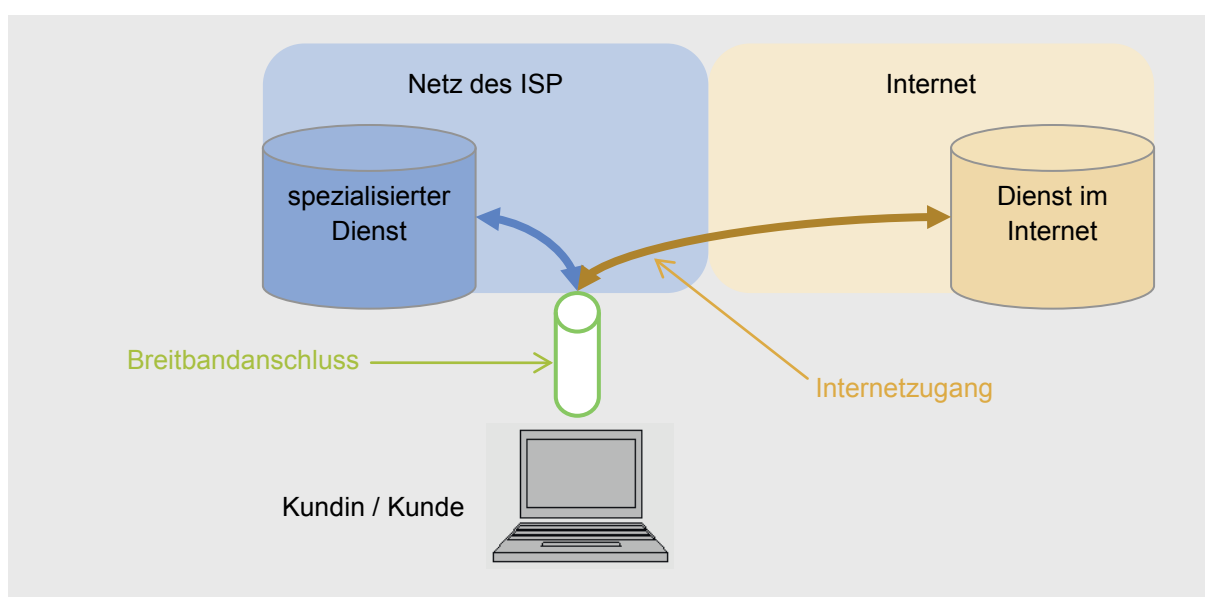 Netz des ISP
Internet
spezialisierter
Dienst
Dienst im
Internet
Breitbandanschluss
Internetzugang
Kundin / Kunde